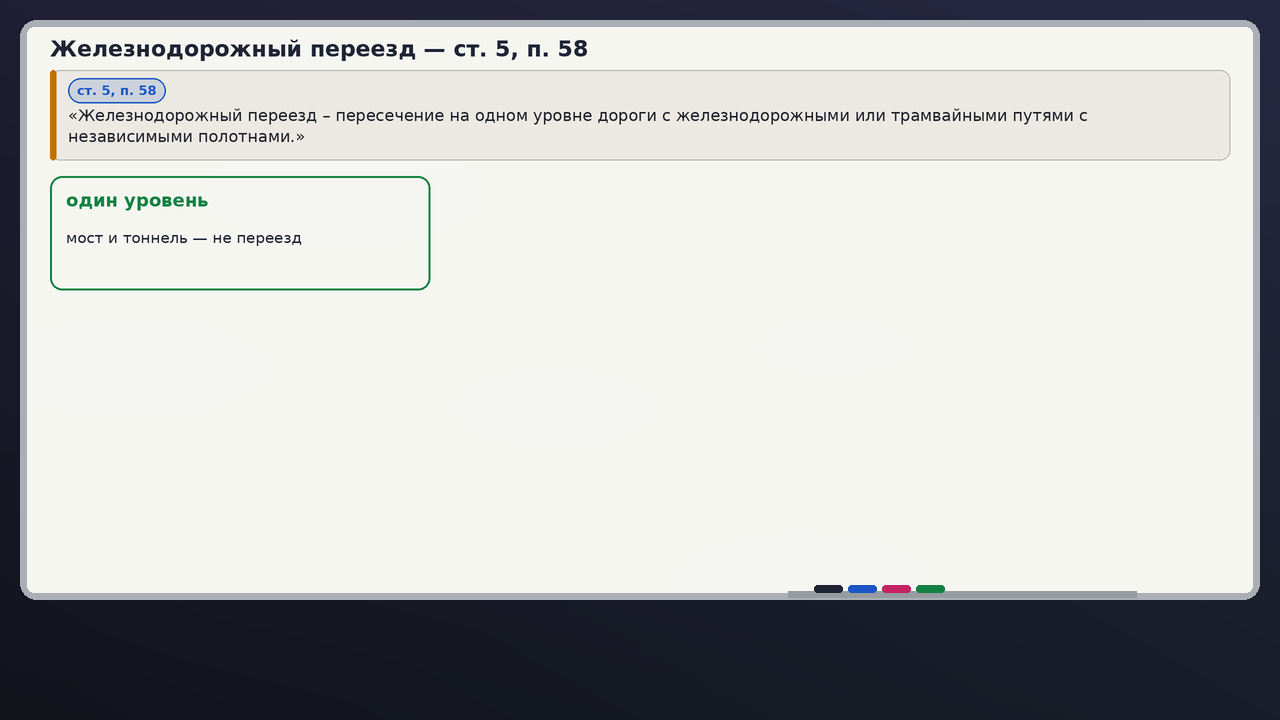 Железнодорожный переезд — ст. 5, п. 58
ст. 5, п. 58
«Железнодорожный переезд – пересечение на одном уровне дороги с железнодорожными или трамвайными путями с
независимыми полотнами.»
один уровень
мост и тоннель — не переезд